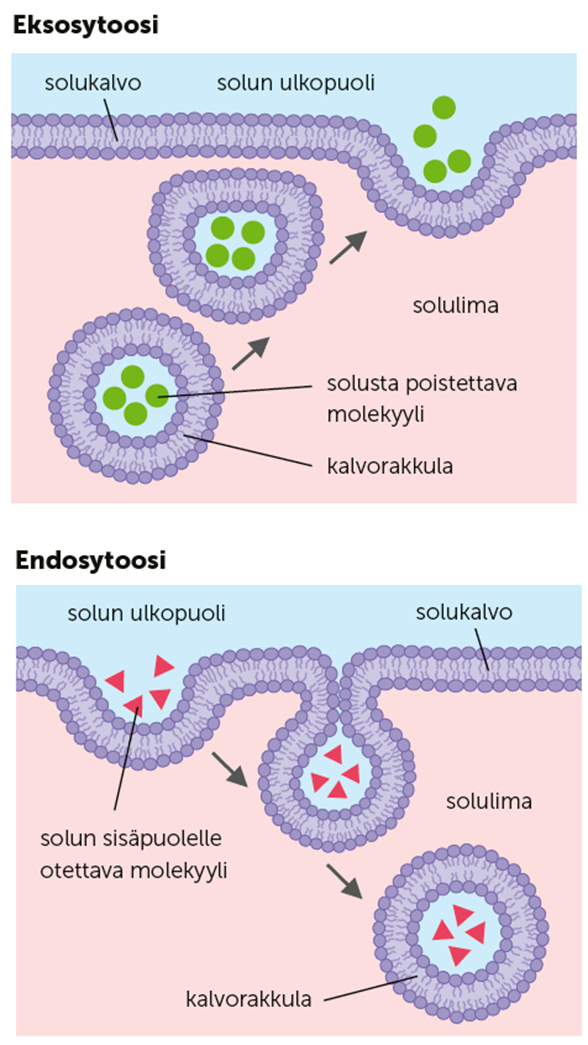 Eksosytoosi
solukalvo
solun ulkopuoli
solulima
solusta poistettava
molekyyli
kalvorakkula
Endosytoosi
solun ulkopuoli
solukalvo
solulima
solun sisäpuolelle
otettava molekyyli
kalvorakkula